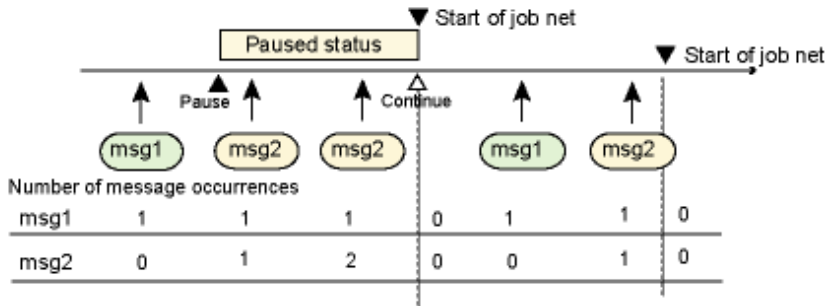 ▼ Start of job net
Paused status
▼ Start of job net
Pause
Continue
msg1 msg2 msg2 msg1 msg2
Number of message occurrences
msg1 1 1 1 0 1 1 0
msg2 0 1 2 0 0 1 0